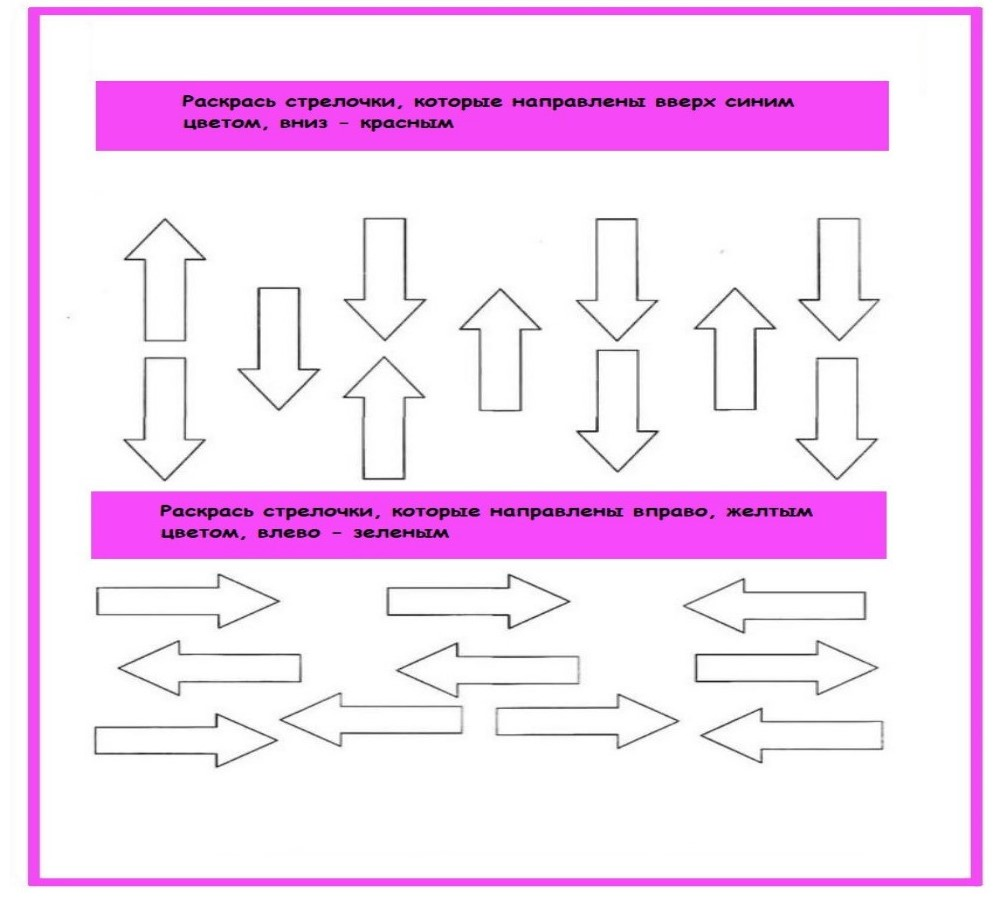 Раскрась стрелочки, которые направлены вверх синим
цветом, вниз - красным
Раскрась стрелочки, которые направлены вправо, желтым
цветом, влево - зеленым